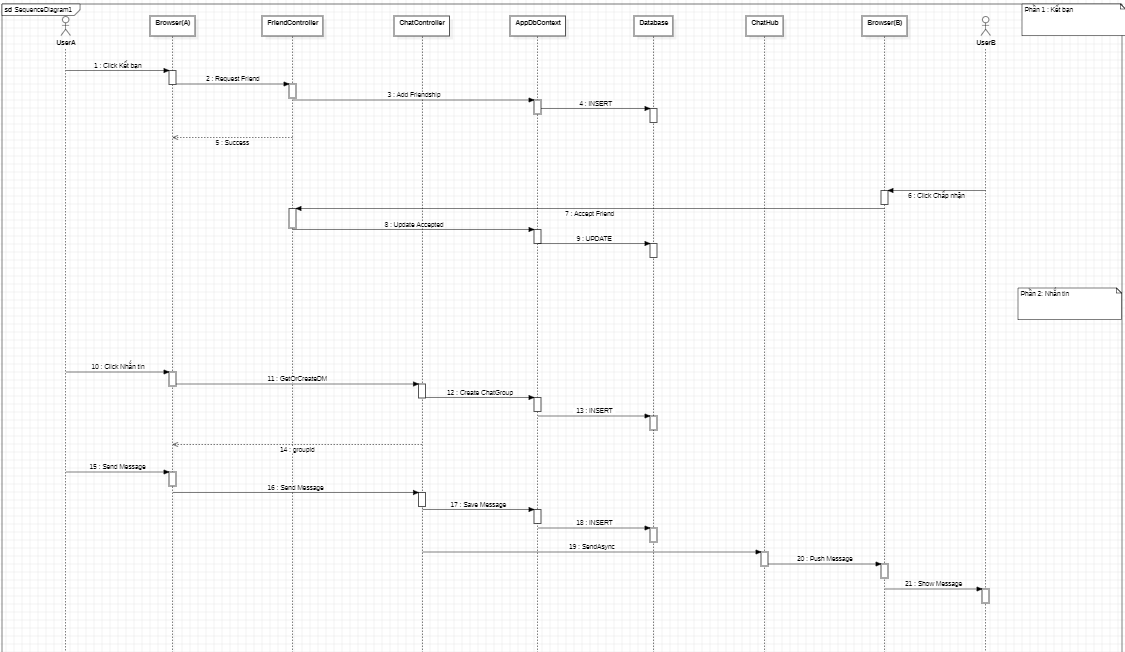 sd SequenceDiagram1
Phần 1 : Kết bạn
Browser(A)
FriendController
ChatController
AppDbContext
Database
ChatHub
Browser(B)
UserA
UserB
1 : Click Kết bạn
2 : Request Friend
3 : Add Friendship
4 : INSERT
5 : Success
6 : Click Chấp nhận
7 : Accept Friend
8 : Update Accepted
9 : UPDATE
Phần 2: Nhắn tin
10 : Click Nhắn tin
11 : GetOrCreateDM
12 : Create ChatGroup
13 : INSERT
14 : groupId
15 : Send Message
16 : Send Message
17 : Save Message
18 : INSERT
19 : SendAsync
20 : Push Message
21 : Show Message